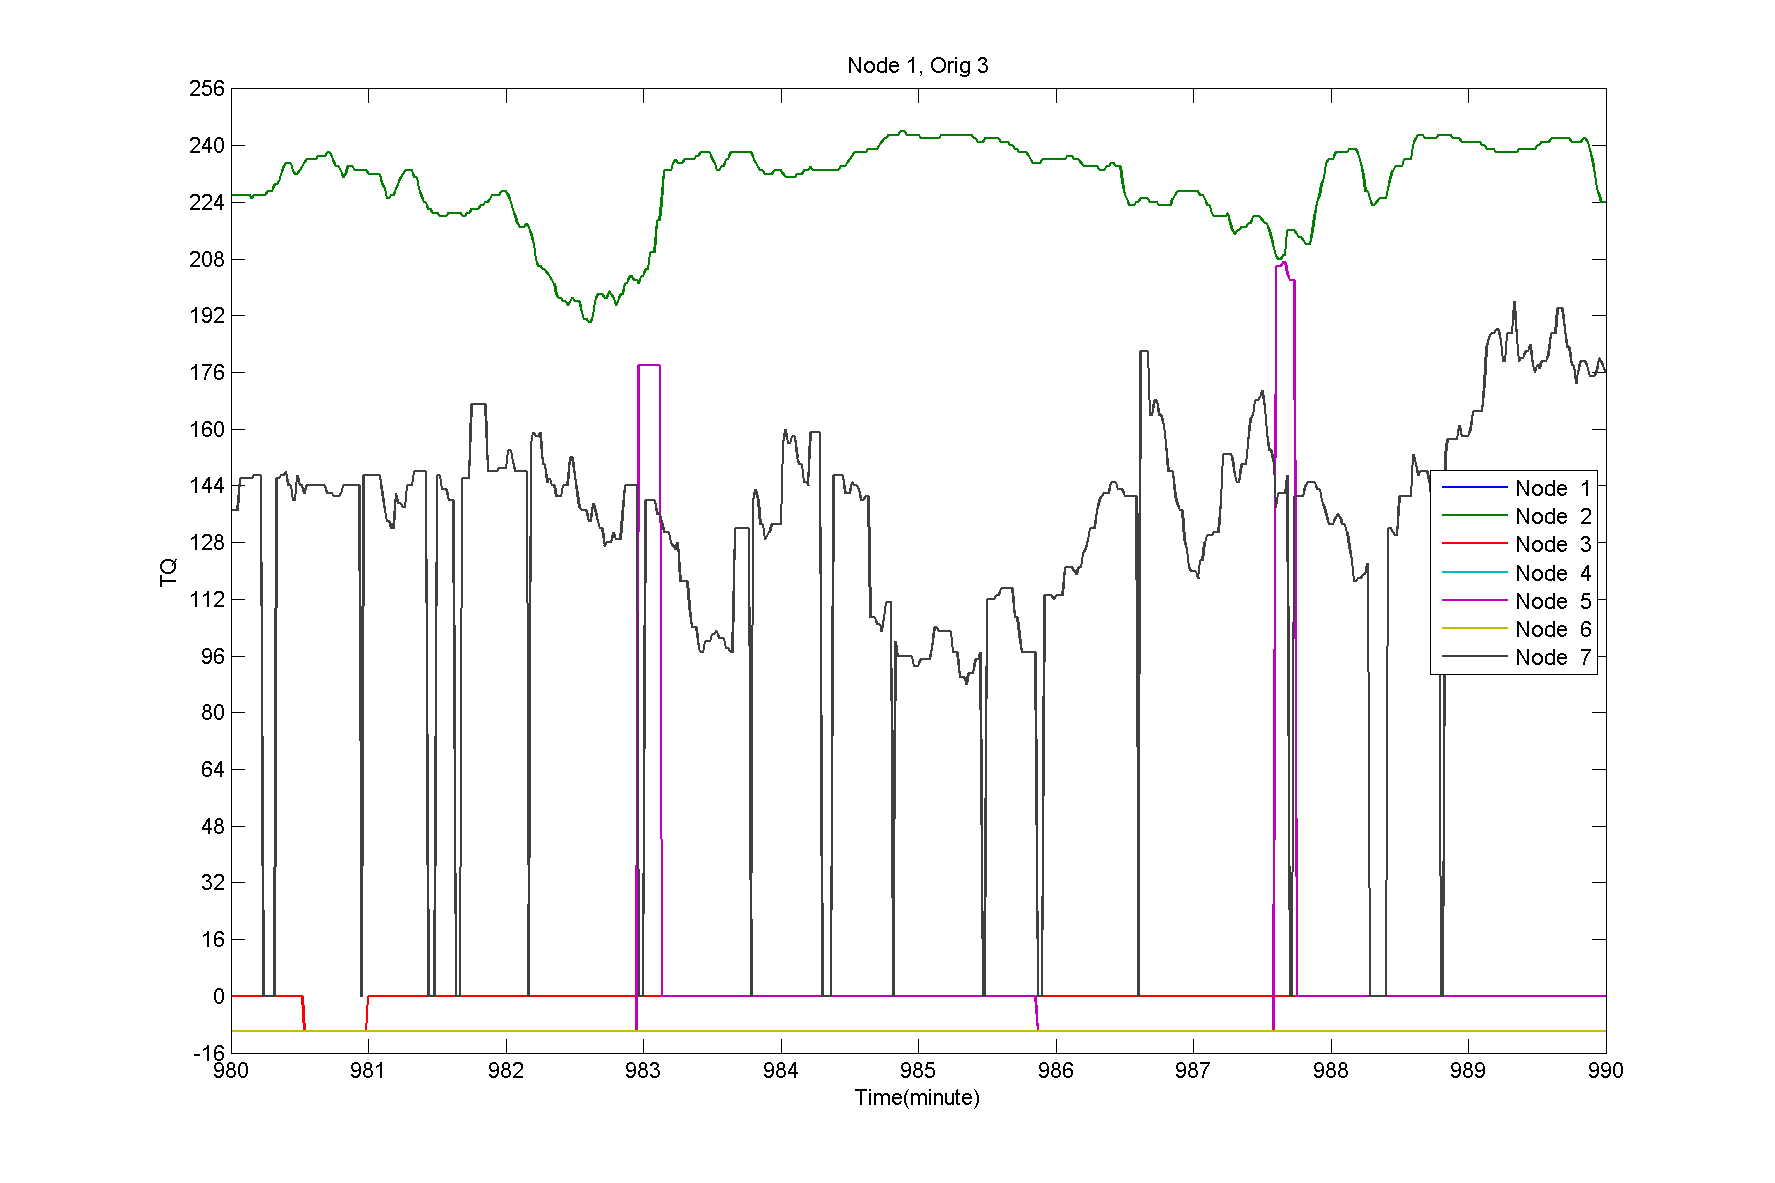 Node 1, Orig 3
256
240
224
208
192
176
160
144
128
112
96
80
64
48
32
16
0
-16
TQ
Node 1
Node 2
Node 3
Node 4
Node 5
Node 6
Node 7
980 981 982 983 984 985 986 987 988 989 990
Time(minute)